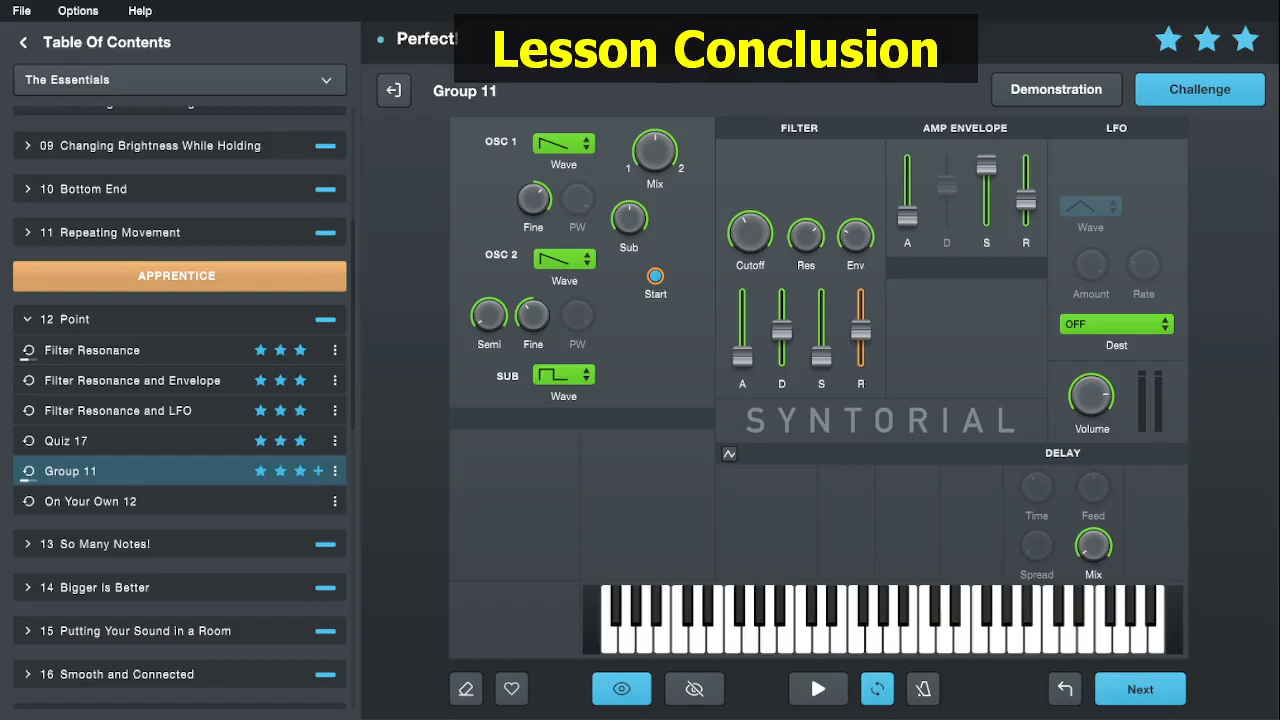 File Options Help
Table Of Contents
The Essentials
09 Changing Brightness While Holding
10 Bottom End
11 Repeating Movement
APPRENTICE
12 Point
Filter Resonance
Filter Resonance and Envelope
Filter Resonance and LFO
Quiz 17
Group 11
On Your Own 12
13 So Many Notes!
14 Bigger Is Better
15 Putting Your Sound in a Room
16 Smooth and Connected
Perfect!
Lesson Conclusion
Group 11
Demonstration
Challenge
OSC 1
Wave
1 2
Mix
Fine PW
Sub
OSC 2
Wave
Start
Semi Fine PW
SUB
Wave
FILTER
Cutoff Res Env
A D S R
AMP ENVELOPE
A D S R
LFO
Wave
Amount Rate
OFF
Dest
Volume
SYNTORIAL
DELAY
Time Feed
Spread Mix
Next